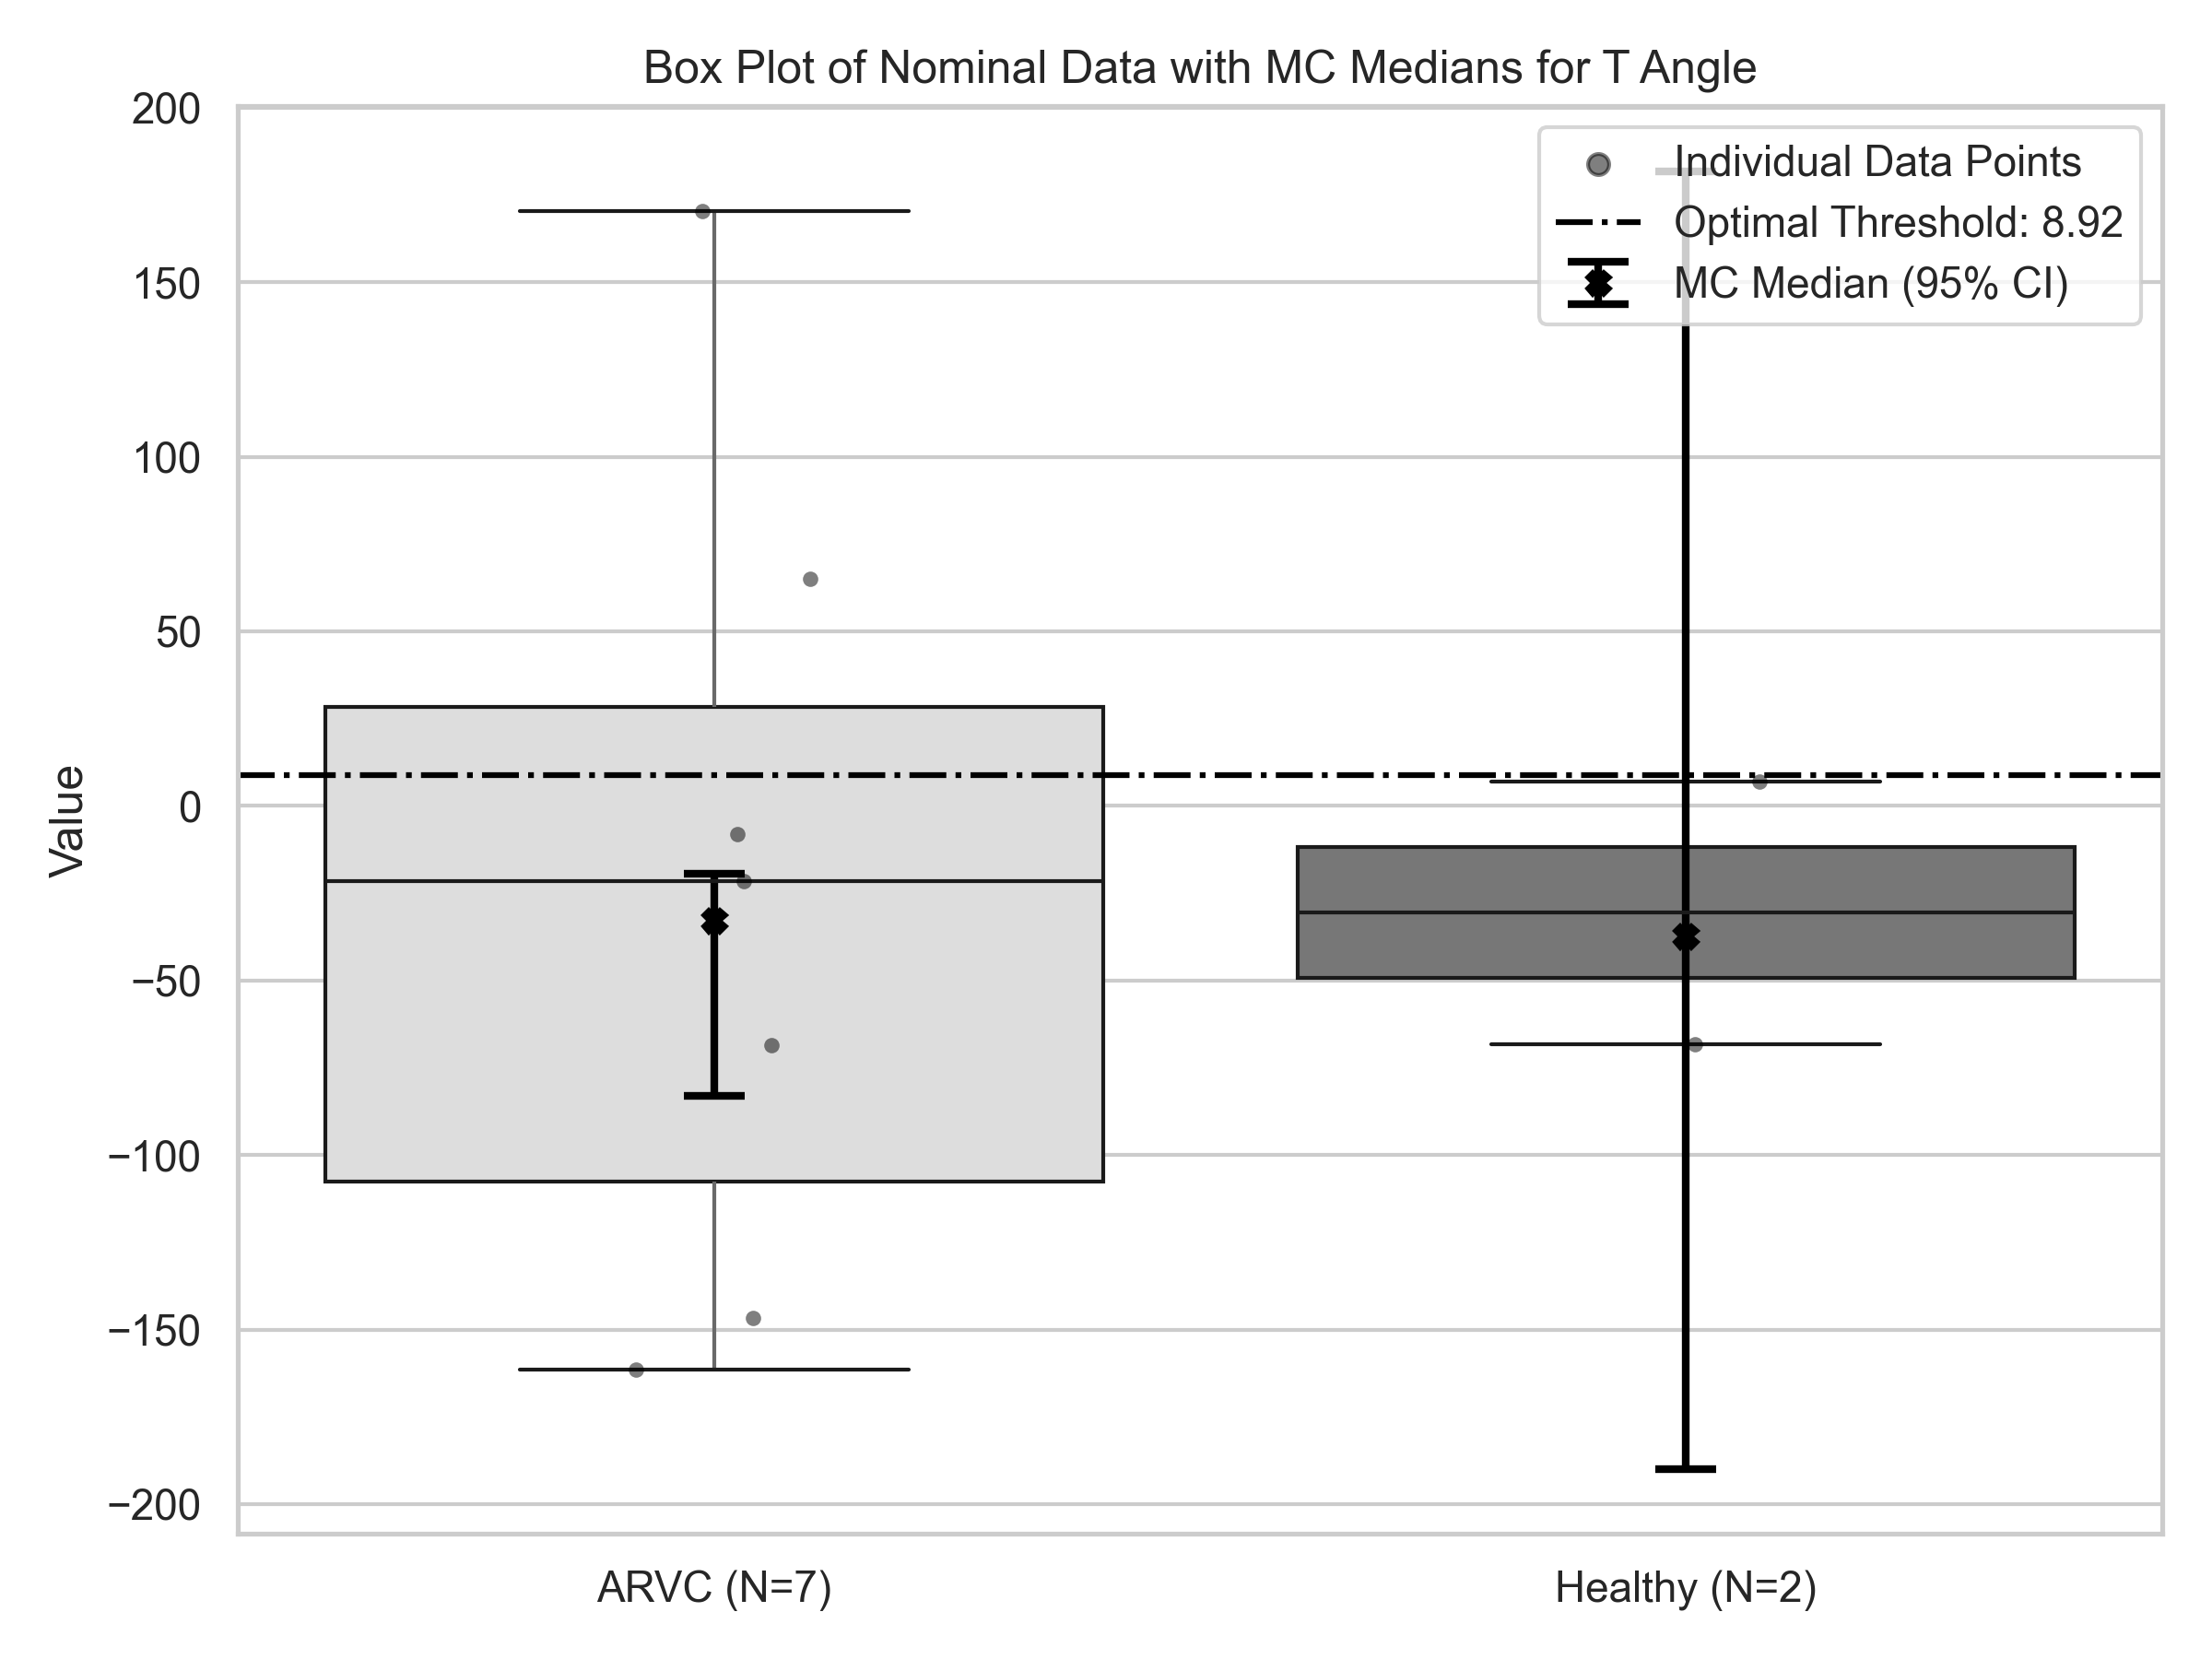 Box Plot of Nominal Data with MC Medians for T Angle
200
150
100
50
0
−50
−100
−150
−200
Value
Individual Data Points
Optimal Threshold: 8.92
MC Median (95% CI)
ARVC (N=7)
Healthy (N=2)